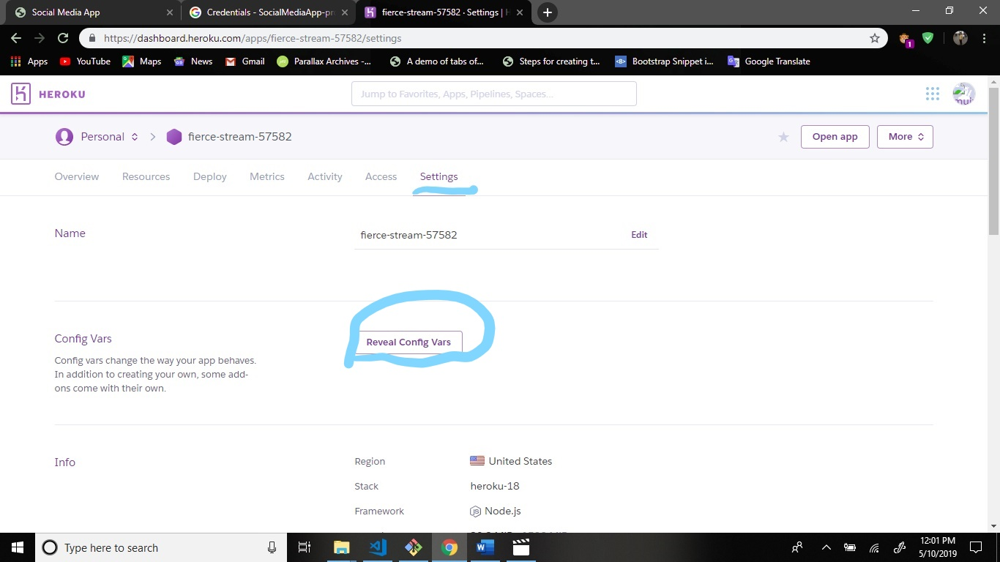 Social Media App
Credentials - SocialMediaApp-pr
fierce-stream-57582 · Settings | H
https://dashboard.heroku.com/apps/fierce-stream-57582/settings
1
Apps YouTube Maps News Gmail Parallax Archives -... A demo of tabs of... Steps for creating t... Bootstrap Snippet i... Google Translate
HEROKU
Jump to Favorites, Apps, Pipelines, Spaces...
Personal fierce-stream-57582
Open app More
Overview Resources Deploy Metrics Activity Access Settings
Name
fierce-stream-57582 Edit
Config Vars
Reveal Config Vars
Config vars change the way your app behaves.
In addition to creating your own, some add-
ons come with their own.
Info
Region United States
Stack heroku-18
Framework Node.js
Type here to search
12:01 PM
5/10/2019